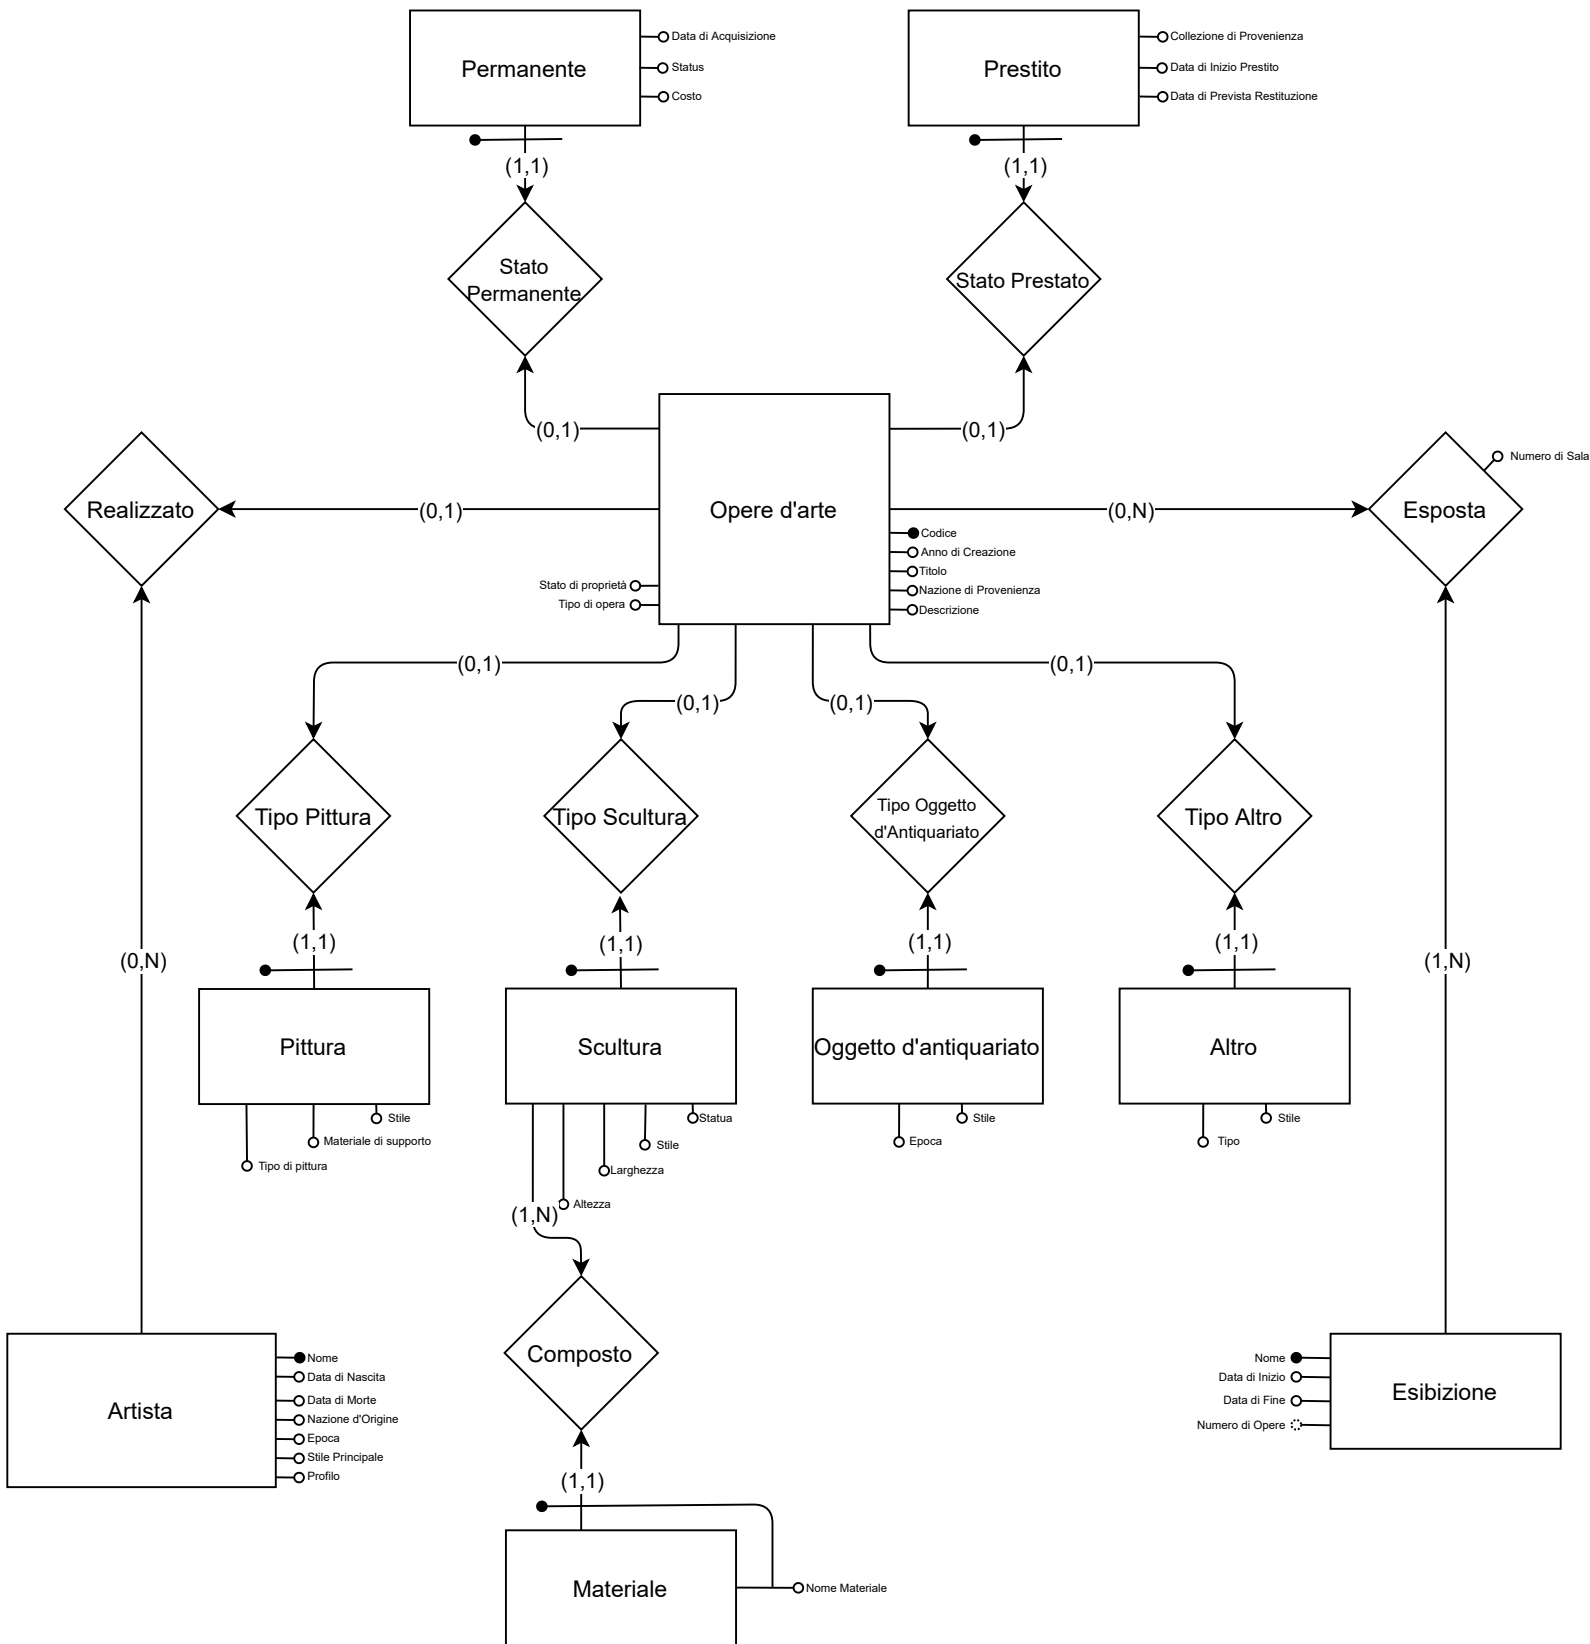 Permanente
Data di Acquisizione
Status
Costo
Prestito
Collezione di Provenienza
Data di Inizio Prestito
Data di Prevista Restituzione
(1,1)
(1,1)
Stato
Permanente
Stato Prestato
(0,1)
(0,1)
Realizzato
(0,1)
Opere d'arte
(0,N)
Esposta
Numero di Sala
Codice
Anno di Creazione
Titolo
Nazione di Provenienza
Descrizione
Stato di proprietà
Tipo di opera
(0,1)
(0,1)
(0,1)
(0,1)
Tipo Pittura
Tipo Scultura
Tipo Oggetto
d'Antiquariato
Tipo Altro
(1,1)
(1,1)
(1,1)
(1,1)
(0,N)
(1,N)
Pittura
Scultura
Oggetto d'antiquariato
Altro
Stile
Materiale di supporto
Tipo di pittura
Statua
Stile
Larghezza
Altezza
Stile
Epoca
Stile
Tipo
(1,N)
Composto
Artista
Nome
Data di Nascita
Data di Morte
Nazione d'Origine
Epoca
Stile Principale
Profilo
Nome
Data di Inizio
Data di Fine
Numero di Opere
Esibizione
(1,1)
Materiale
Nome Materiale